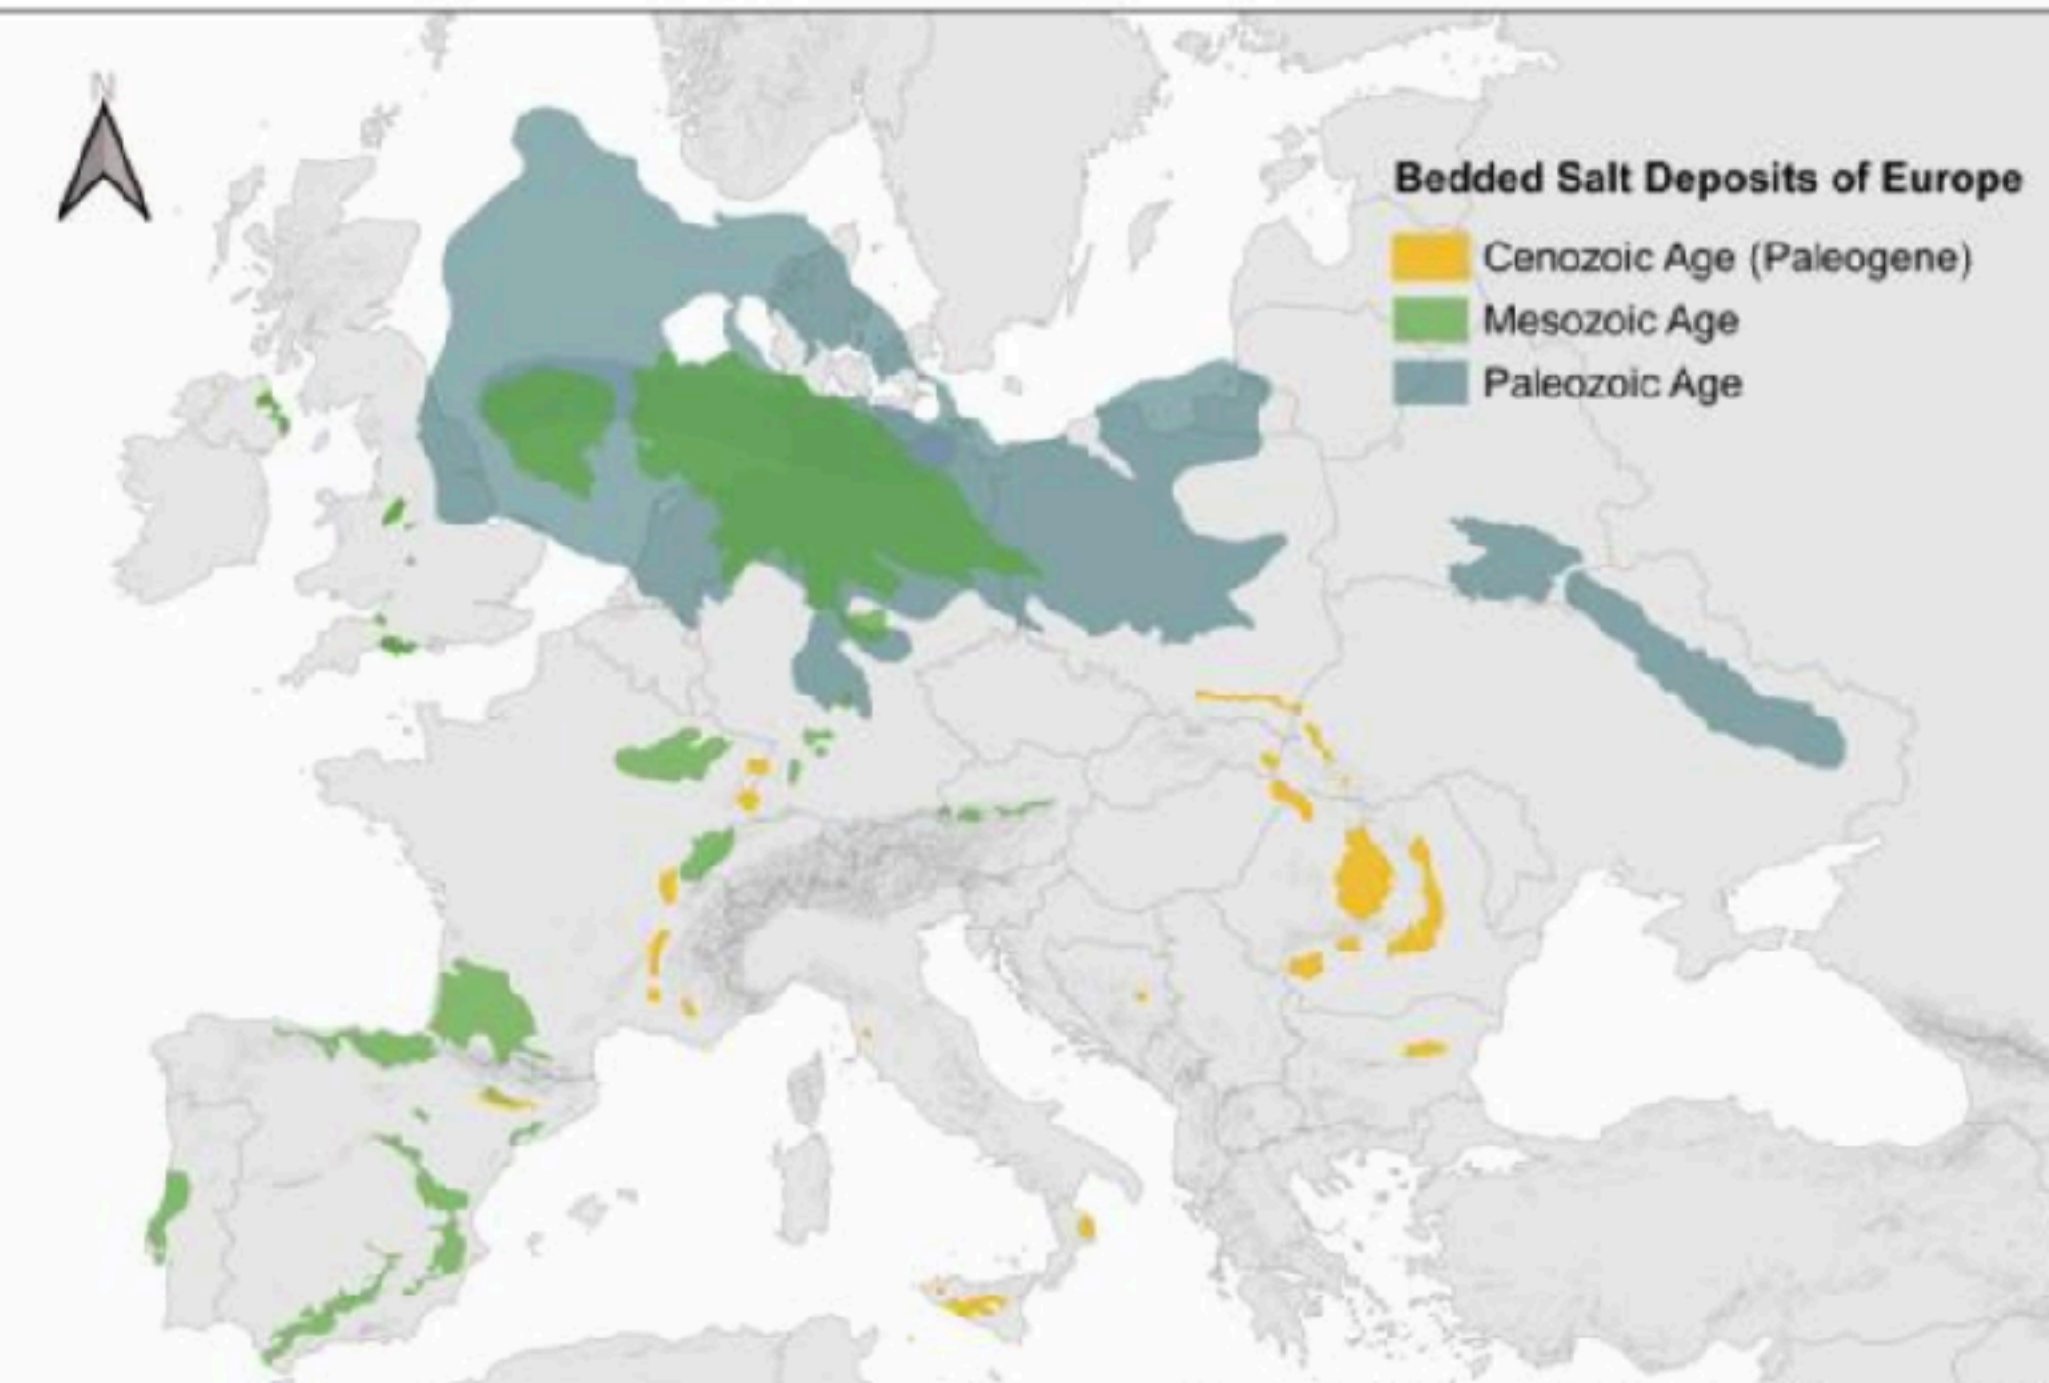 N
Bedded Salt Deposits of Europe
Cenozoic Age (Paleogene)
Mesozoic Age
Paleozoic Age